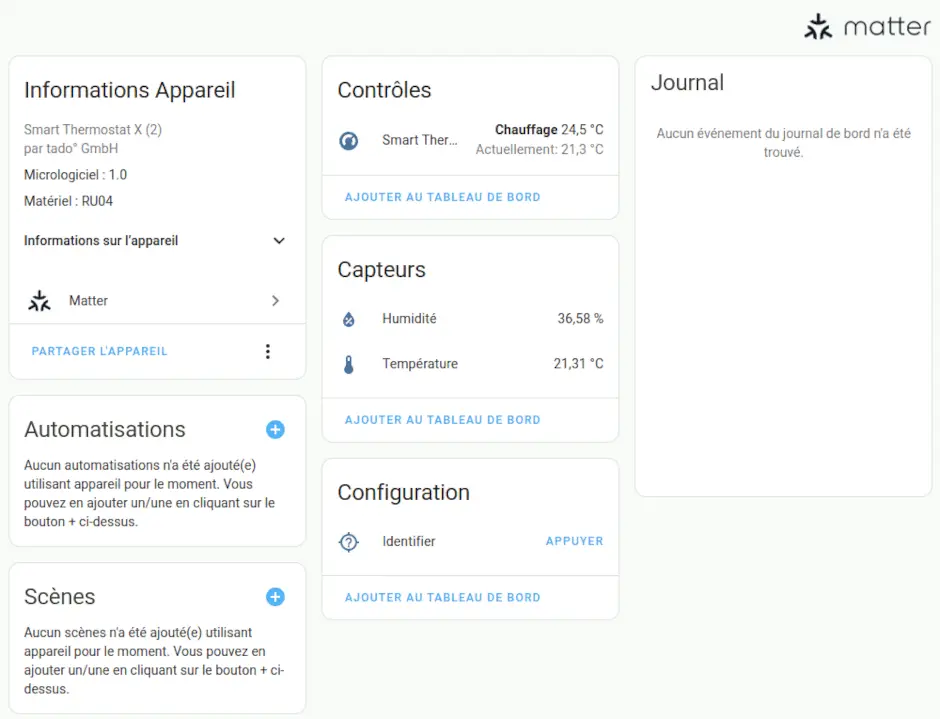 matter
Informations Appareil
Smart Thermostat X (2)
par tado° GmbH
Micrologiciel : 1.0
Matériel : RU04
Informations sur l'appareil
Matter
PARTAGER L'APPAREIL
Automatisations
Aucun automatisations n'a été ajouté(e)
utilisant appareil pour le moment. Vous
pouvez en ajouter un/une en cliquant sur le
bouton + ci-dessus.
Scènes
Aucun scènes n'a été ajouté(e) utilisant
appareil pour le moment. Vous pouvez en
ajouter un/une en cliquant sur le bouton + ci-
dessus.
Contrôles
Smart Ther... Chauffage 24,5 °C
Actuellement: 21,3 °C
AJOUTER AU TABLEAU DE BORD
Capteurs
Humidité 36,58 %
Température 21,31 °C
AJOUTER AU TABLEAU DE BORD
Configuration
Identifier APPUYER
AJOUTER AU TABLEAU DE BORD
Journal
Aucun événement du journal de bord n'a été
trouvé.